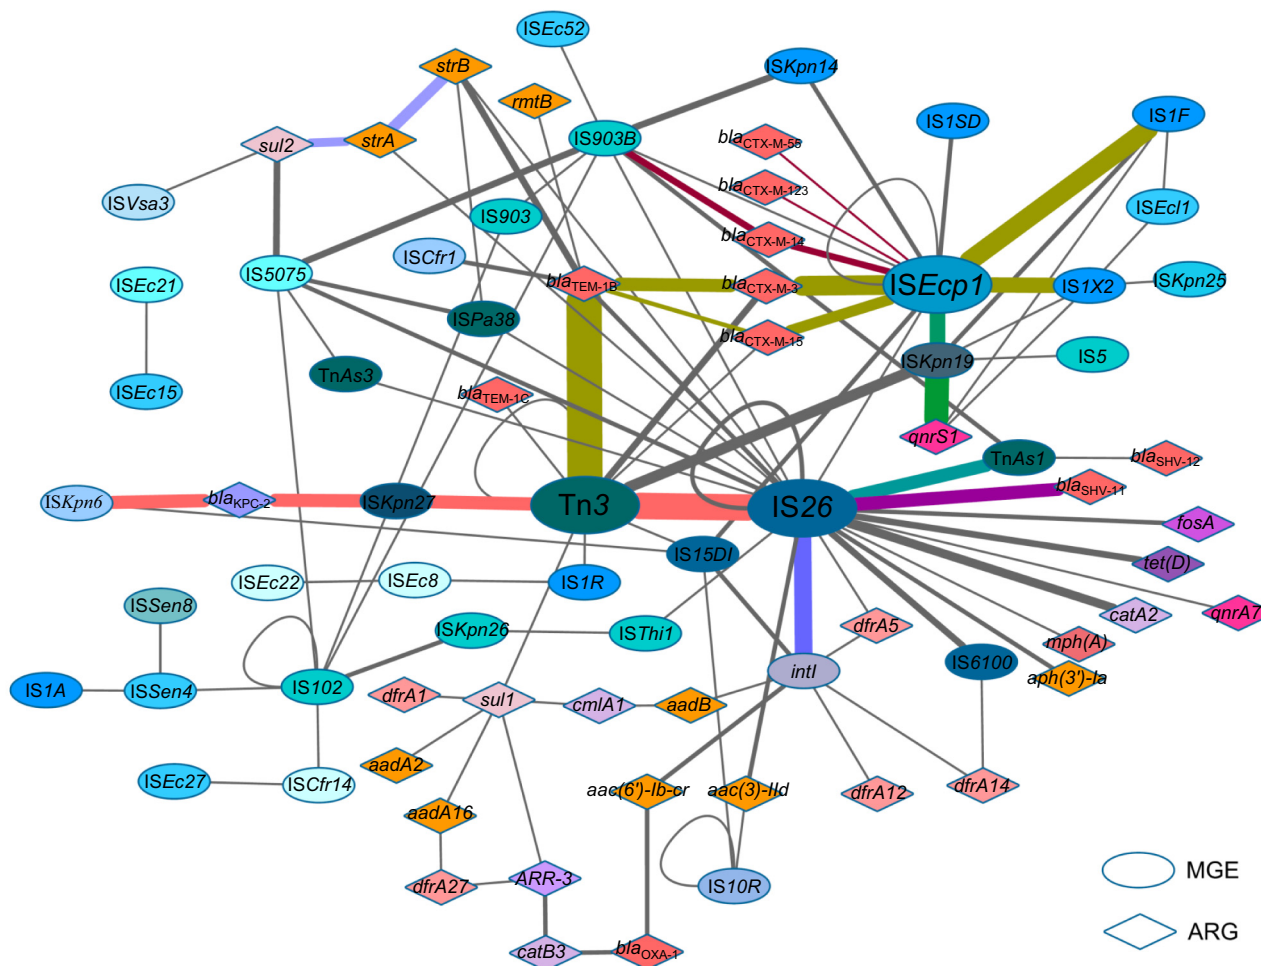 ISEc52
strB
ISKpn14
rmtB
IS1F
IS1SD
IS903B
blaCTX-M-55
strA
sul2
blaCTX-M-123
ISVsa3
IS903
ISEcl1
blaCTX-M-14
ISCfr1
IS5075
ISEc21
blaTEM-1B
blaCTX-M-3
ISEcp1
IS1X2
ISKpn25
ISPa38
blaCTX-M-15
ISKpn19
IS5
TnAs3
ISEc15
blaTEM-1C
qnrS1
TnAs1
blaSHV-12
blaSHV-11
ISKpn6
blaKPC-2
ISKpn27
Tn3
IS26
fosA
IS15DI
tet(D)
ISEc22
ISEc8
IS1R
ISSen8
catA2
qnrA7
ISKpn26
ISThi1
dfrA5
mph(A)
IS6100
intI
aph(3')-Ia
IS1A
ISSen4
IS102
dfrA1
sul1
cmlA1
aadB
aadA2
ISEc27
ISCfr14
aac(6')-Ib-cr
aac(3)-IId
dfrA12
dfrA14
aadA16
MGE
dfrA27
ARR-3
IS10R
ARG
catB3
blaOXA-1